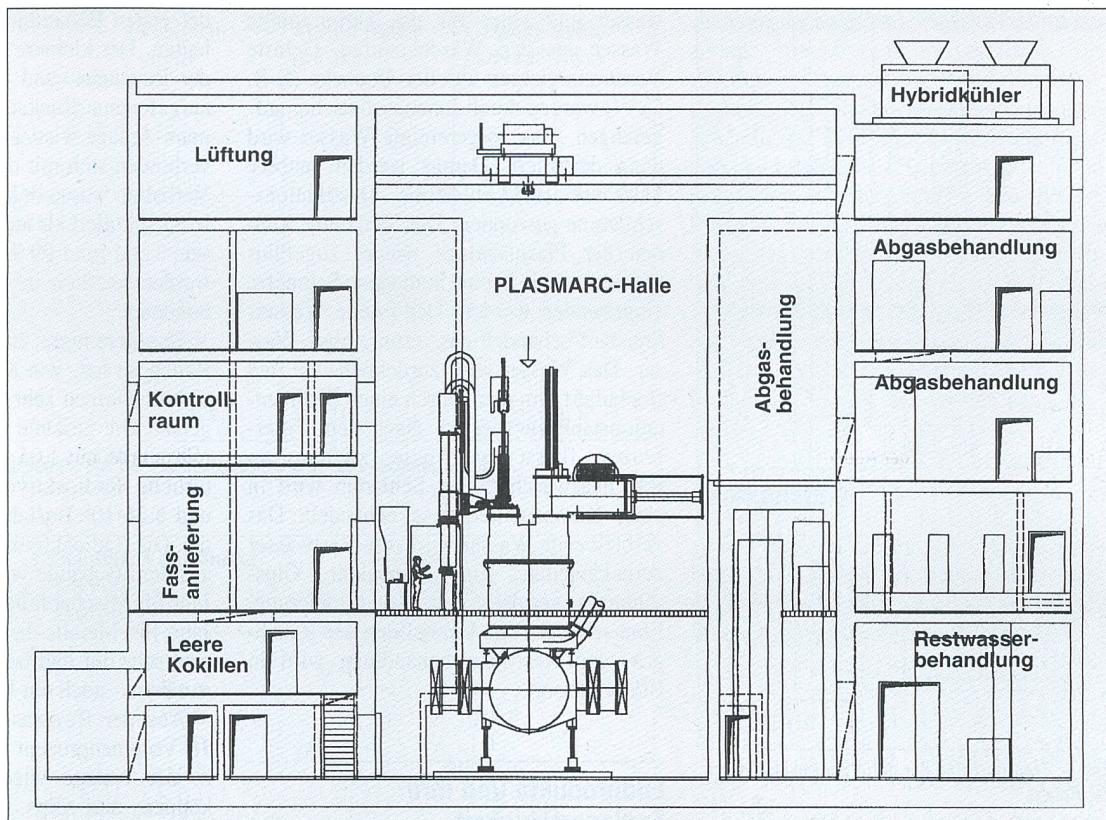 Hybridkühler
Lüftung
Abgasbehandlung
PLASMARC-Halle
Abgas-
behandlung
Abgasbehandlung
Kontroll-
raum
Fass-
anlieferung
Leere
Kokillen
Restwasser-
behandlung